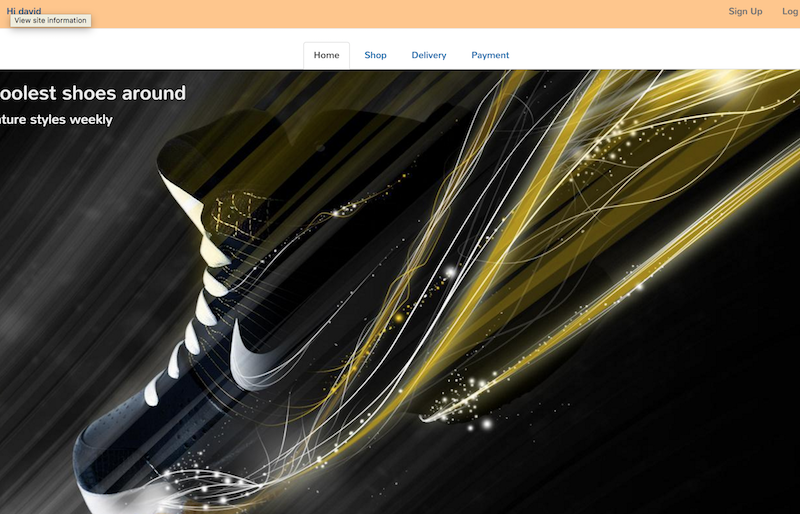 Hi david
View site information
Sign Up
Log
Home
Shop
Delivery
Payment
oolest shoes around
ture styles weekly